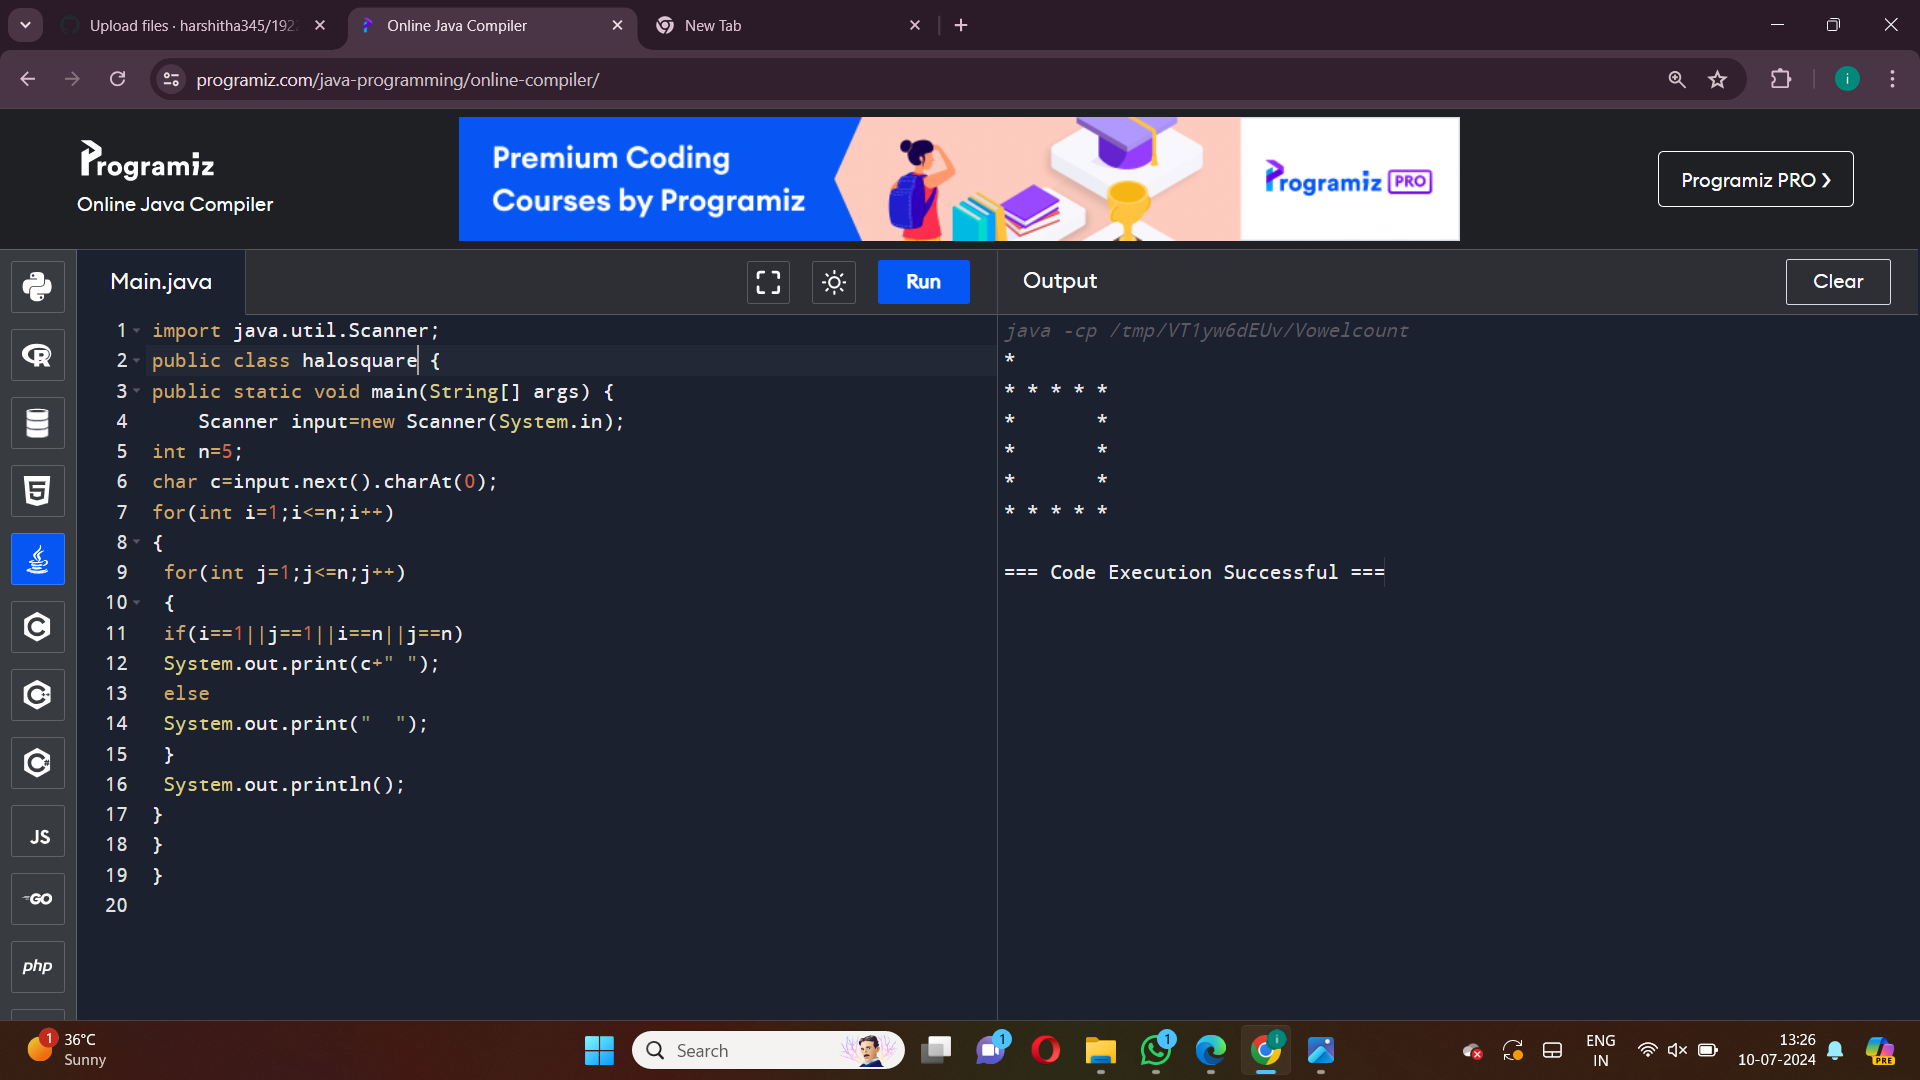 Upload files · harshitha345/192
Online Java Compiler
New Tab
programiz.com/java-programming/online-compiler/
i
Programiz
Online Java Compiler
Premium Coding
Courses by Programiz
Programiz PRO
Programiz PRO ❯
Main.java
Run
Output
Clear
1 import java.util.Scanner;
2 public class halosquare {
3 public static void main(String[] args) {
4     Scanner input=new Scanner(System.in);
5 int n=5;
6 char c=input.next().charAt(0);
7 for(int i=1;i<=n;i++)
8 {
9  for(int j=1;j<=n;j++)
10  {
11  if(i==1||j==1||i==n||j==n)
12  System.out.print(c+" ");
13  else
14  System.out.print("  ");
15  }
16  System.out.println();
17 }
18 }
19 }
20
java -cp /tmp/VT1yw6dEUv/Vowelcount
*
* * * * *
*       *
*       *
*       *
* * * * *
=== Code Execution Successful ===
JS
GO
php
1
36°C
Sunny
Search
1
1
i
ENG
IN
13:26
10-07-2024
PRE